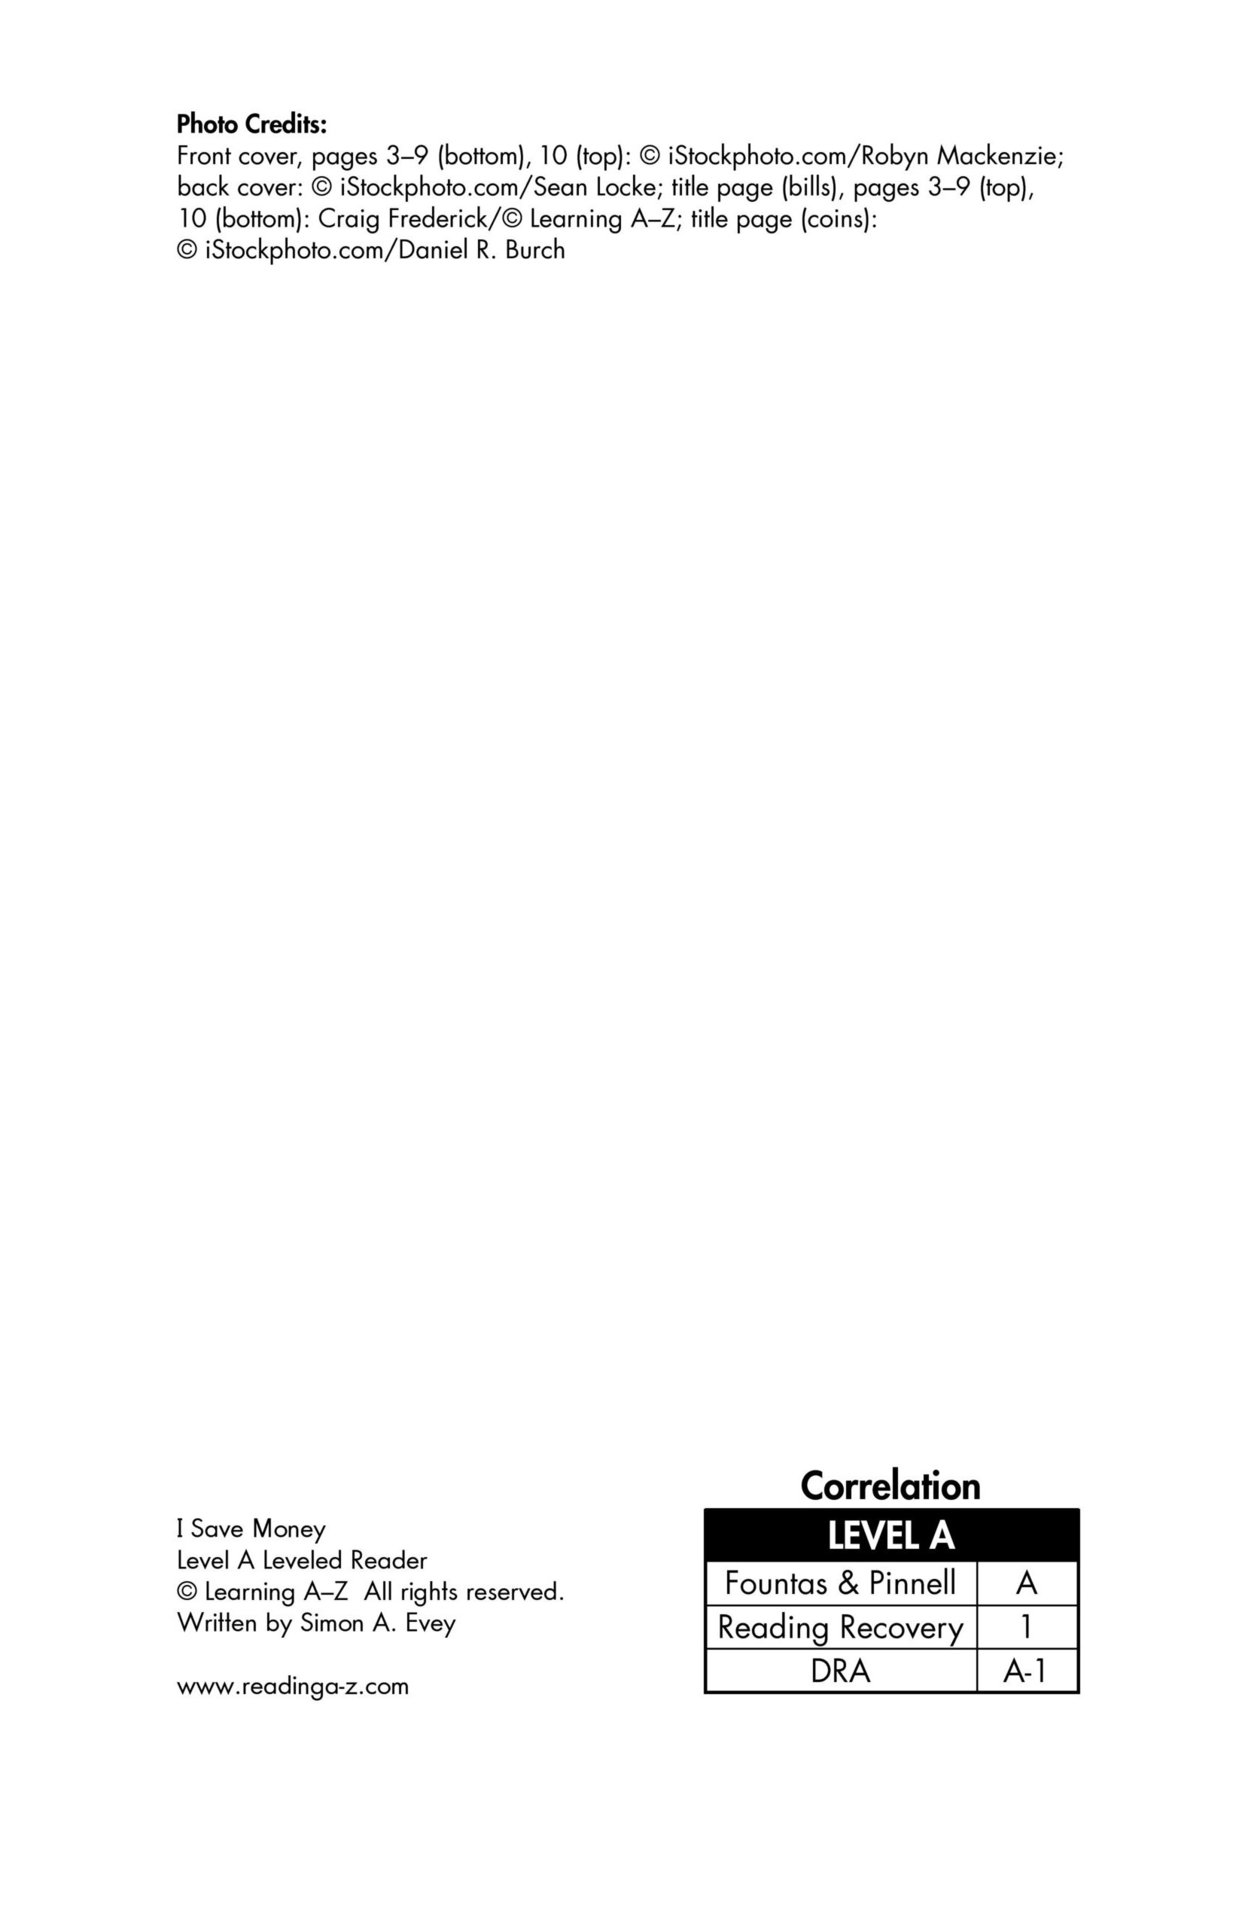 Photo Credits:
Front cover, pages 3–9 (bottom), 10 (top): © iStockphoto.com/Robyn Mackenzie;
back cover: © iStockphoto.com/Sean Locke; title page (bills), pages 3–9 (top),
10 (bottom): Craig Frederick/© Learning A–Z; title page (coins):
© iStockphoto.com/Daniel R. Burch
I Save Money
Level A Leveled Reader
© Learning A–Z All rights reserved.
Written by Simon A. Evey
www.readinga-z.com
Correlation
LEVEL A
Fountas & Pinnell A
Reading Recovery 1
DRA A-1